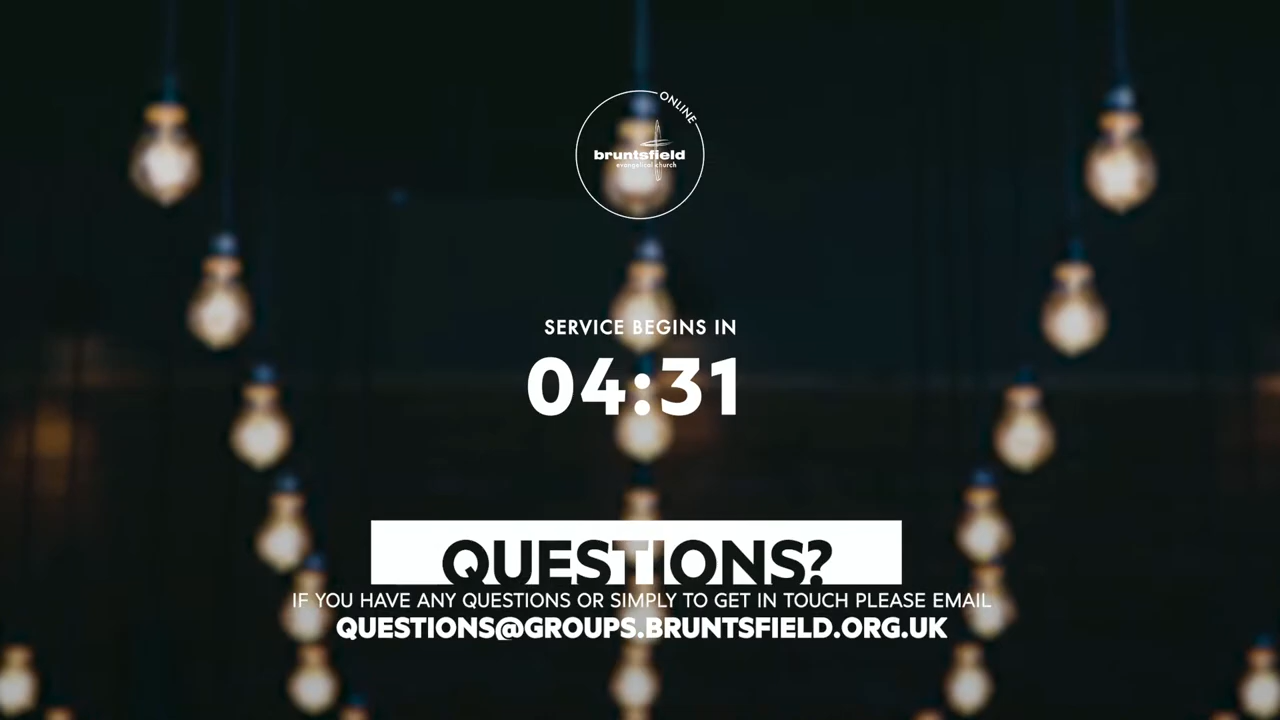 ONLINE
bruntsfield
evangelical church
SERVICE BEGINS IN
04:31
QUESTIONS?
IF YOU HAVE ANY QUESTIONS OR SIMPLY TO GET IN TOUCH PLEASE EMAIL
QUESTIONS@GROUPS.BRUNTSFIELD.ORG.UK